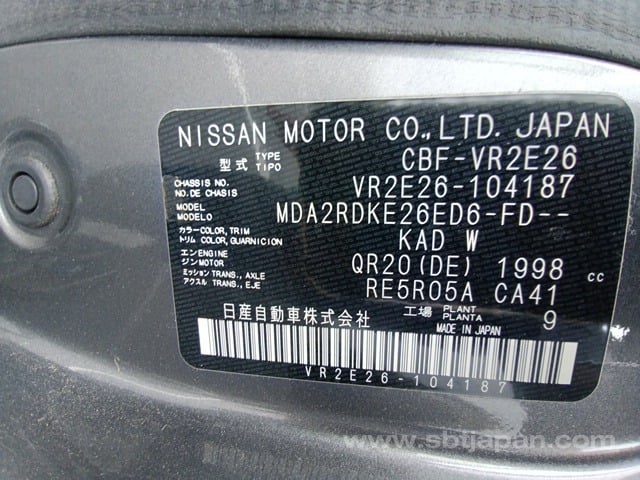 NISSAN MOTOR CO.,LTD. JAPAN
型式 TYPE TIPO CBF-VR2E26
CHASSIS NO. NO. DE CHASIS VR2E26-104187
MODEL MODELO MDA2RDKE26ED6-FD--
カラー COLOR, TRIM トリム COLOR, GUARNICION KAD W
エンジン ENGINE ジン MOTOR QR20(DE) 1998 cc
ミッション TRANS., AXLE アクスル TRANS., EJE RE5R05A CA41
日産自動車株式会社 工場 PLANT PLANTA 9
MADE IN JAPAN
VR2E26-104187
www.sbtjapan.com